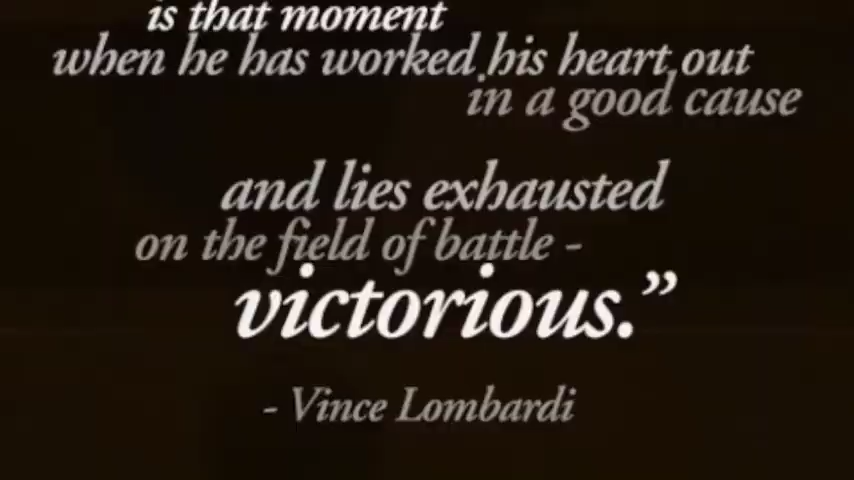 is that moment
when he has worked his heart out
in a good cause
and lies exhausted
on the field of battle -
victorious.”
- Vince Lombardi